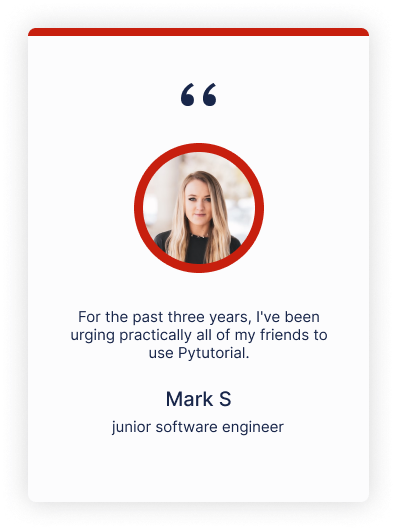 “
For the past three years, I've been
urging practically all of my friends to
use Pytutorial.
Mark S
junior software engineer